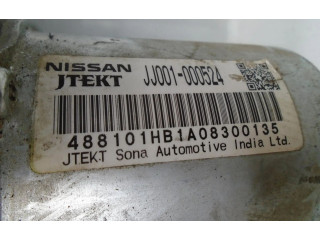 NISSAN
JTEKT JJ001-000524
488101HB1A08300135
JTEKT Sona Automotive India Ltd.